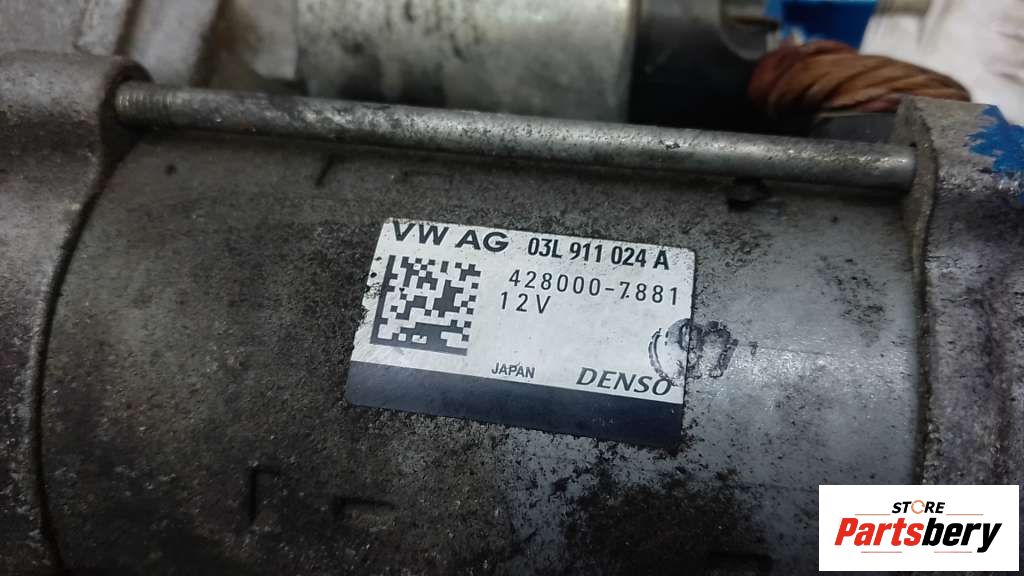 VW AG 03L 911 024 A
428000-7881
12V
JAPAN DENSO
STORE
Partsbery